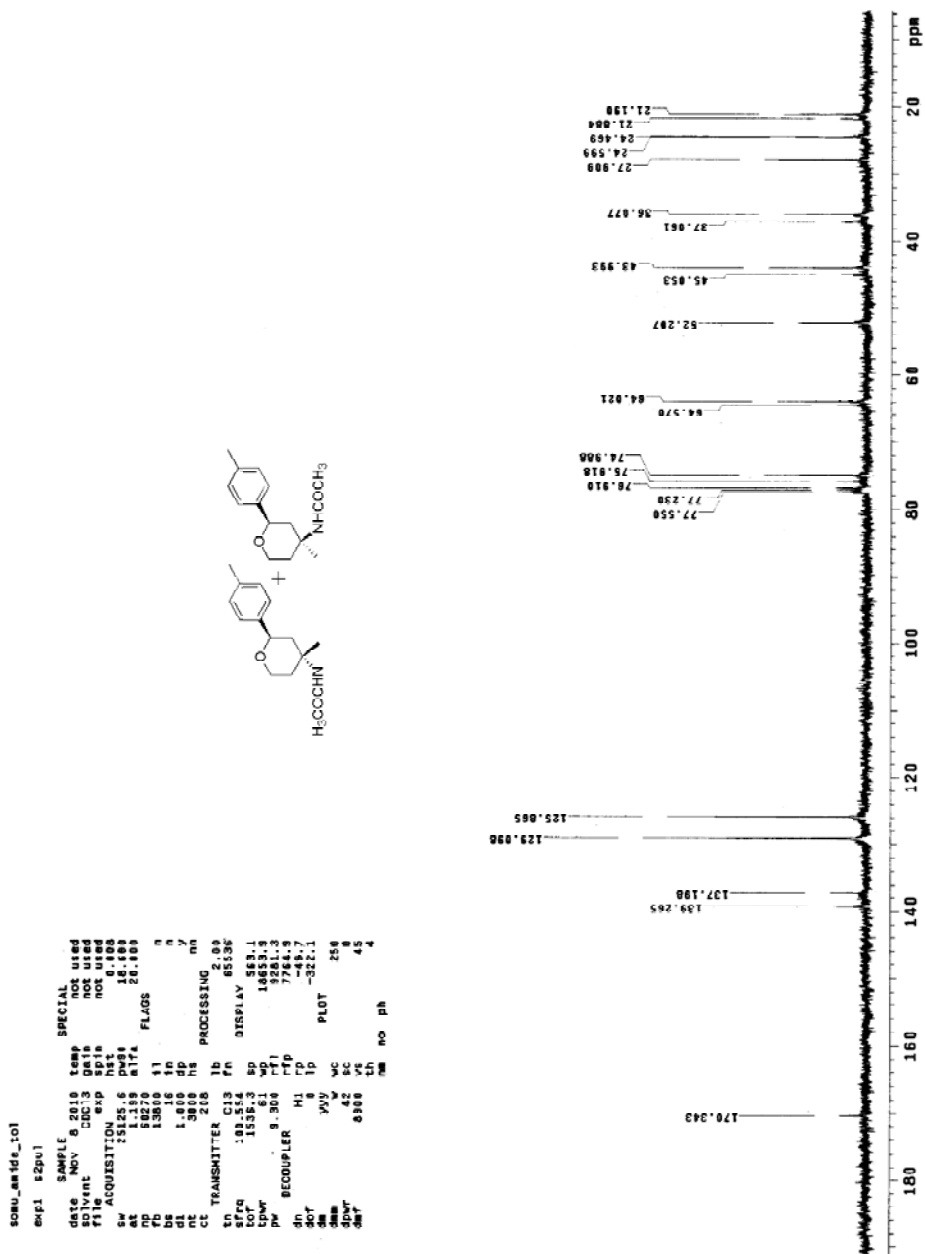 somu_amide_tol
exp1 s2pul
SAMPLE SPECIAL
date Nov 8 2010 temp not used
solvent CDCl3 gain not used
file exp spin not used
ACQUISITION hst 0.008
sw 25125.6 pw90 18.600
at 1.199 alfa 20.000
np 60270 FLAGS
fb 13800 il n
bs 16 in n
d1 1.000 dp y
nt 3000 hs nn
ct 208 PROCESSING
TRANSMITTER lb 2.00
tn C13 fn 65536
sfrq 100.554 DISPLAY
tof 1536.3 sp 563.1
tpwr 61 wp 18653.9
pw 9.300 rfl 9281.3
DECOUPLER rfp 7764.9
dn H1 rp -49.7
dof 0 lp -322.1
dm yyy PLOT
dmm w wc 250
dpwr 42 sc 0
dmf 8900 vs 45
th 4
nm no ph
O
H₃COCHN
+
O
NHCOCH₃
170.343
139.265
137.198
129.098
125.865
77.550
77.230
76.910
75.918
74.988
64.570
64.021
52.207
45.053
43.993
37.061
36.077
27.909
24.599
24.469
21.884
21.190
180 160 140 120 100 80 60 40 20 ppm